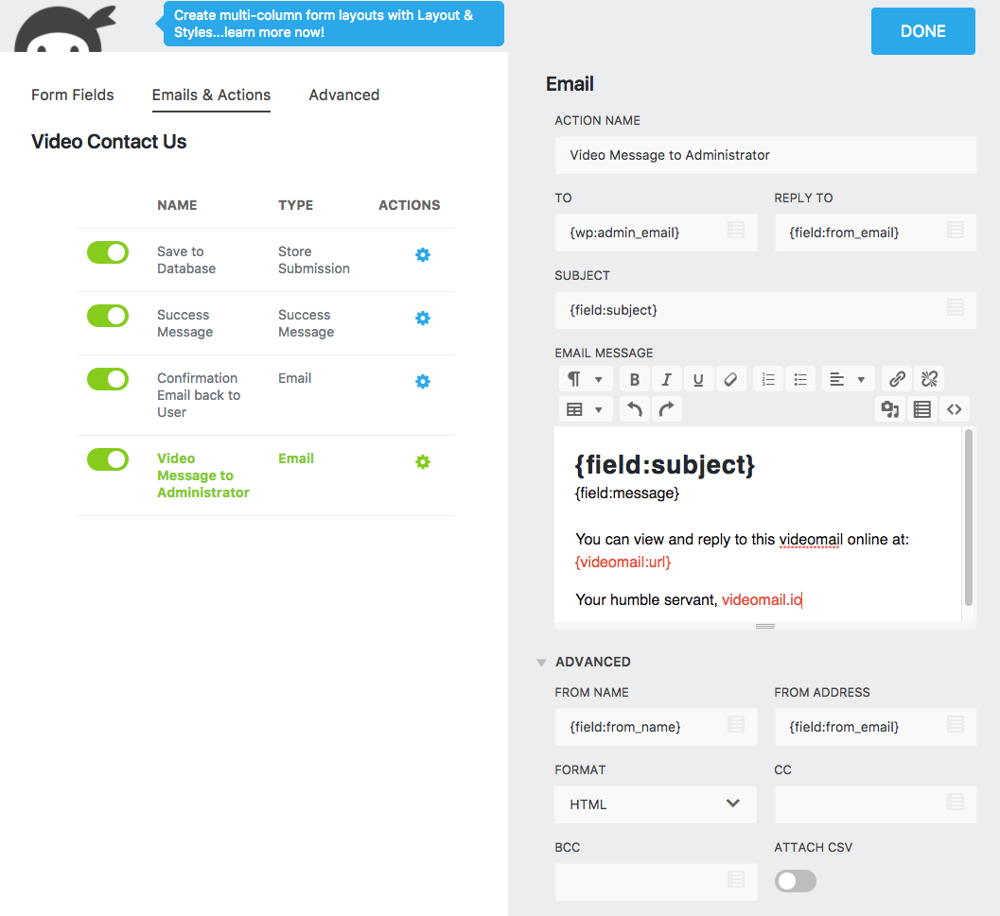 Create multi-column form layouts with Layout &
Styles...learn more now!
DONE
Form Fields
Emails & Actions
Advanced
Video Contact Us
NAME
TYPE
ACTIONS
Save to
Database
Store
Submission
Success
Message
Success
Message
Confirmation
Email back to
User
Email
Video
Message to
Administrator
Email
Email
ACTION NAME
Video Message to Administrator
TO
REPLY TO
{wp:admin_email}
{field:from_email}
SUBJECT
{field:subject}
EMAIL MESSAGE
{field:subject}
{field:message}
You can view and reply to this videomail online at:
{videomail:url}
Your humble servant, videomail.io
ADVANCED
FROM NAME
FROM ADDRESS
{field:from_name}
{field:from_email}
FORMAT
CC
HTML
BCC
ATTACH CSV